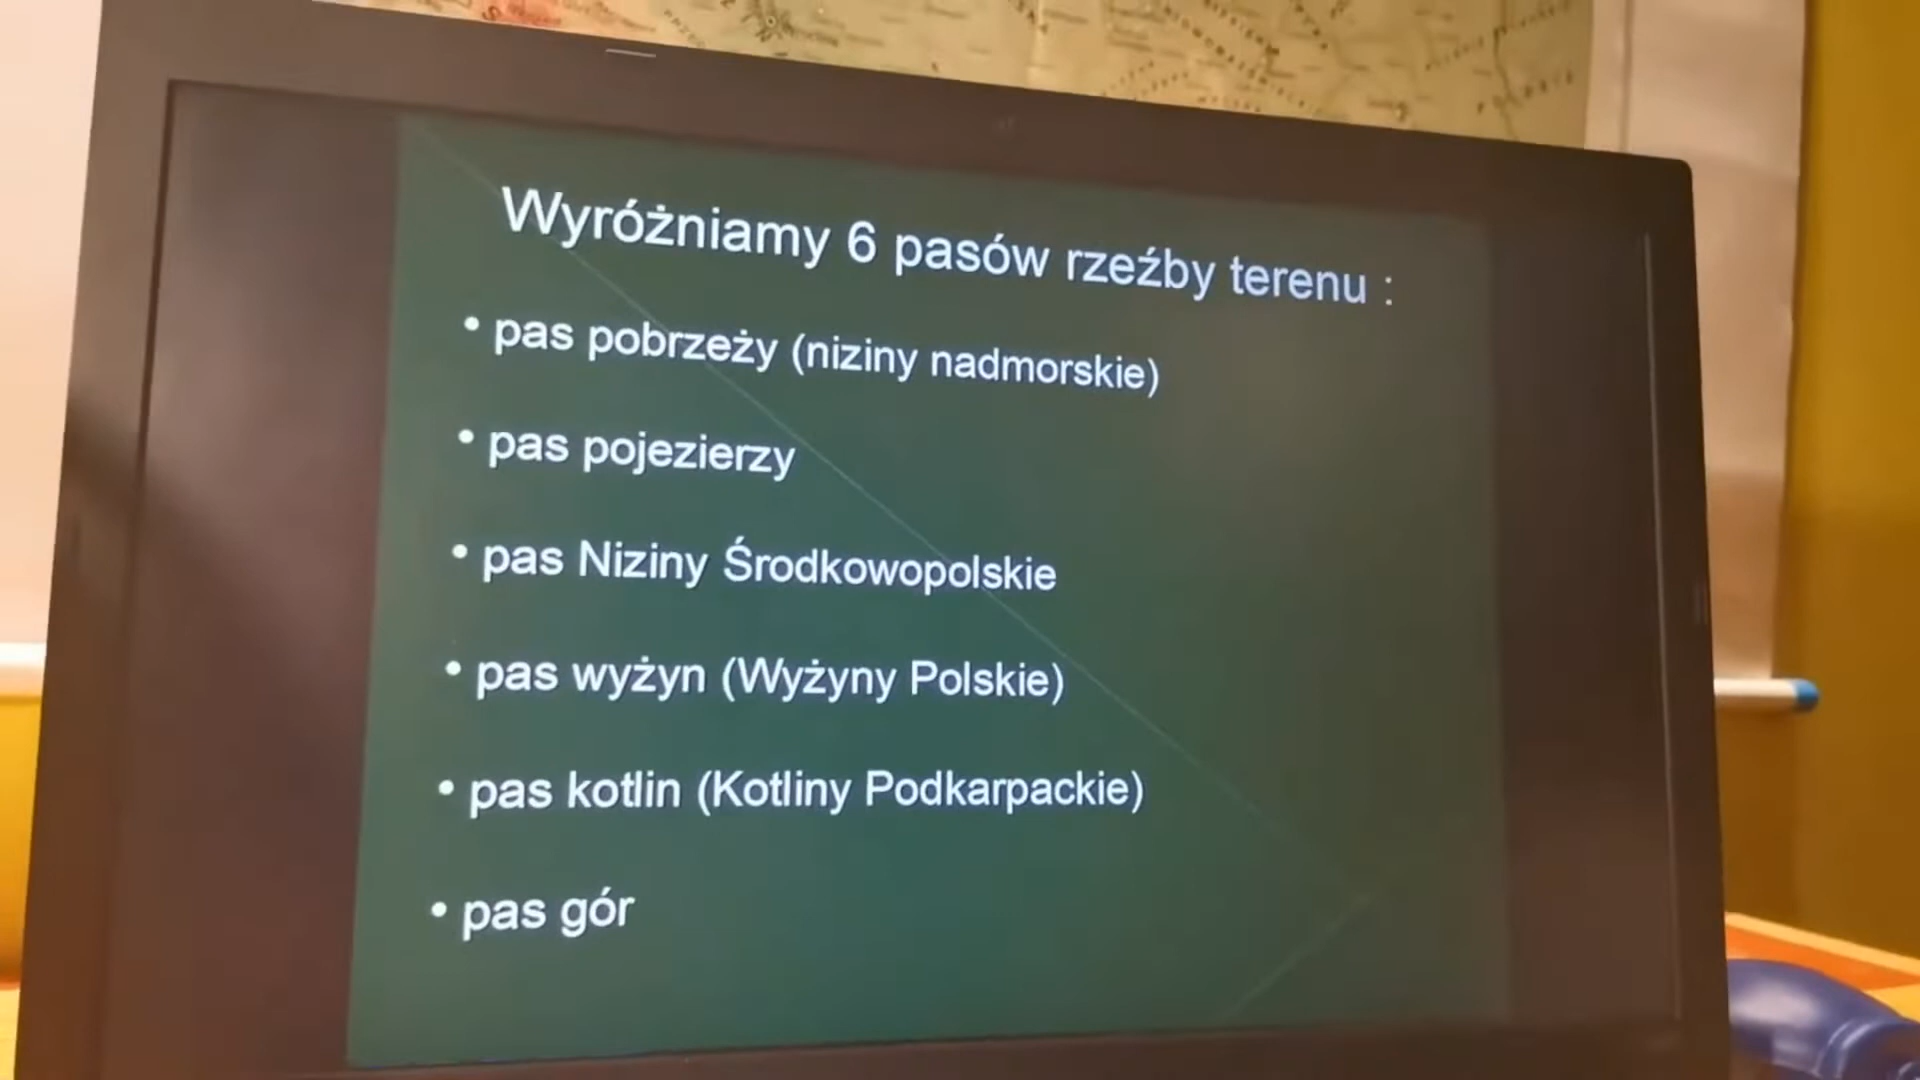 Wyróżniamy 6 pasów rzeźby terenu :
• pas pobrzeży (niziny nadmorskie)
• pas pojezierzy
• pas Niziny Środkowopolskie
• pas wyżyn (Wyżyny Polskie)
• pas kotlin (Kotliny Podkarpackie)
• pas gór